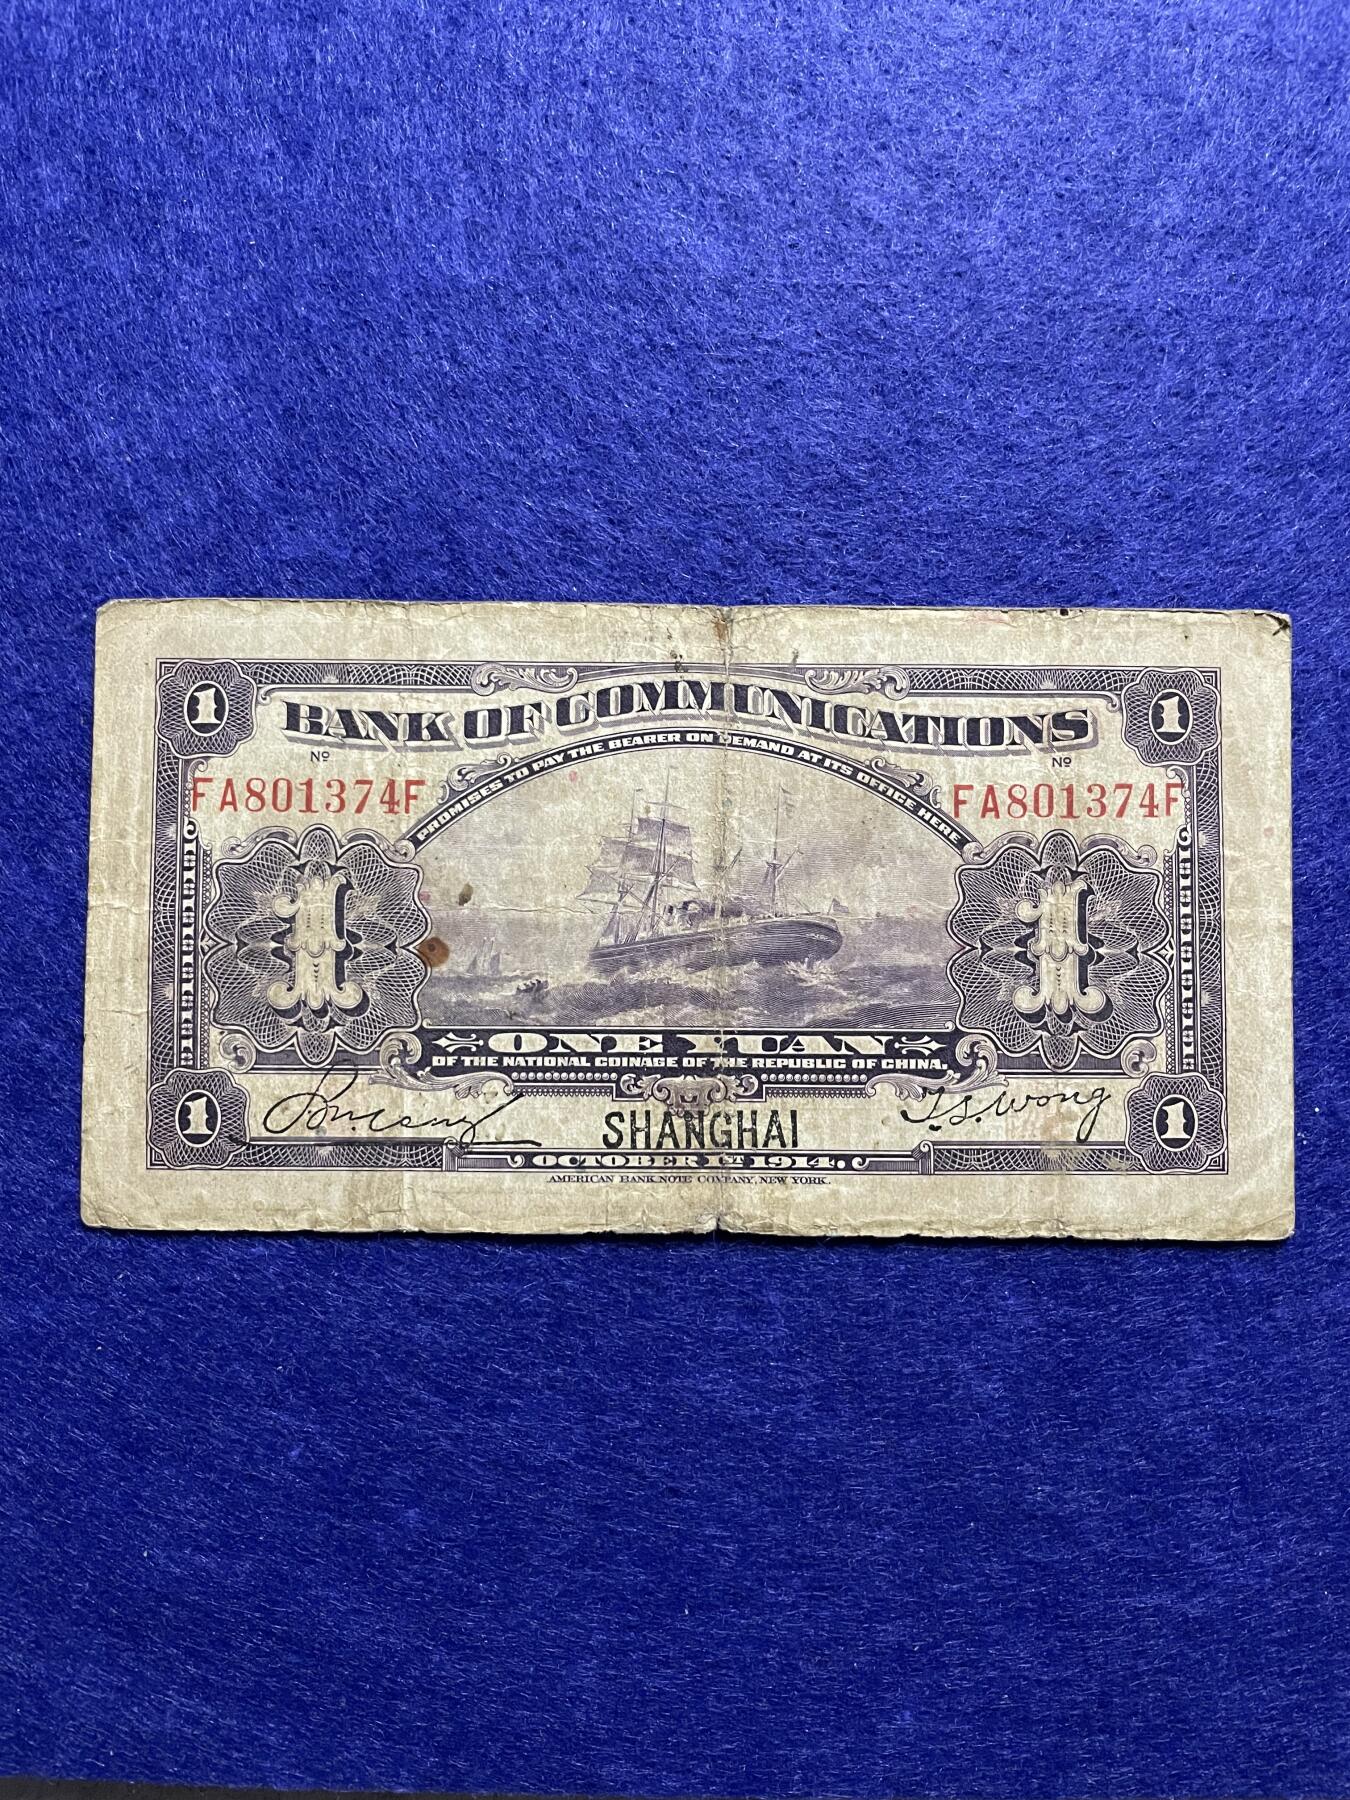 1 1
BANK OF COMMUNICATIONS
PROMISES TO PAY THE BEARER ON DEMAND AT ITS OFFICE HERE
Nº Nº
FA801374F FA801374F
1 1
ONE YUAN
OF THE NATIONAL COINAGE OF THE REPUBLIC OF CHINA.
1 1
T.S. Wong
SHANGHAI
OCTOBER 1ST 1914.
AMERICAN BANK NOTE COMPANY, NEW YORK.